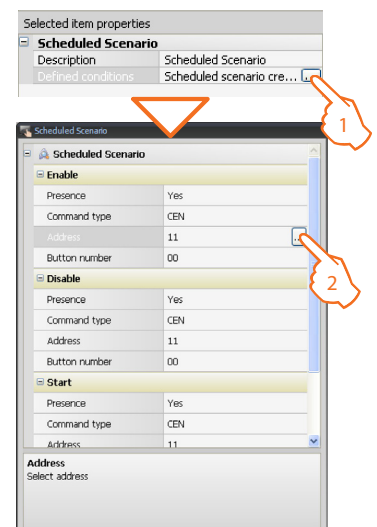 Selected item properties
Scheduled Scenario
Description Scheduled Scenario
Defined conditions Scheduled scenario cre... ...
1
Scheduled Scenario
Scheduled Scenario
Enable
Presence Yes
Command type CEN
Address 11 ...
Button number 00
2
Disable
Presence Yes
Command type CEN
Address 11
Button number 00
Start
Presence Yes
Command type CEN
Address 11
Address
Select address